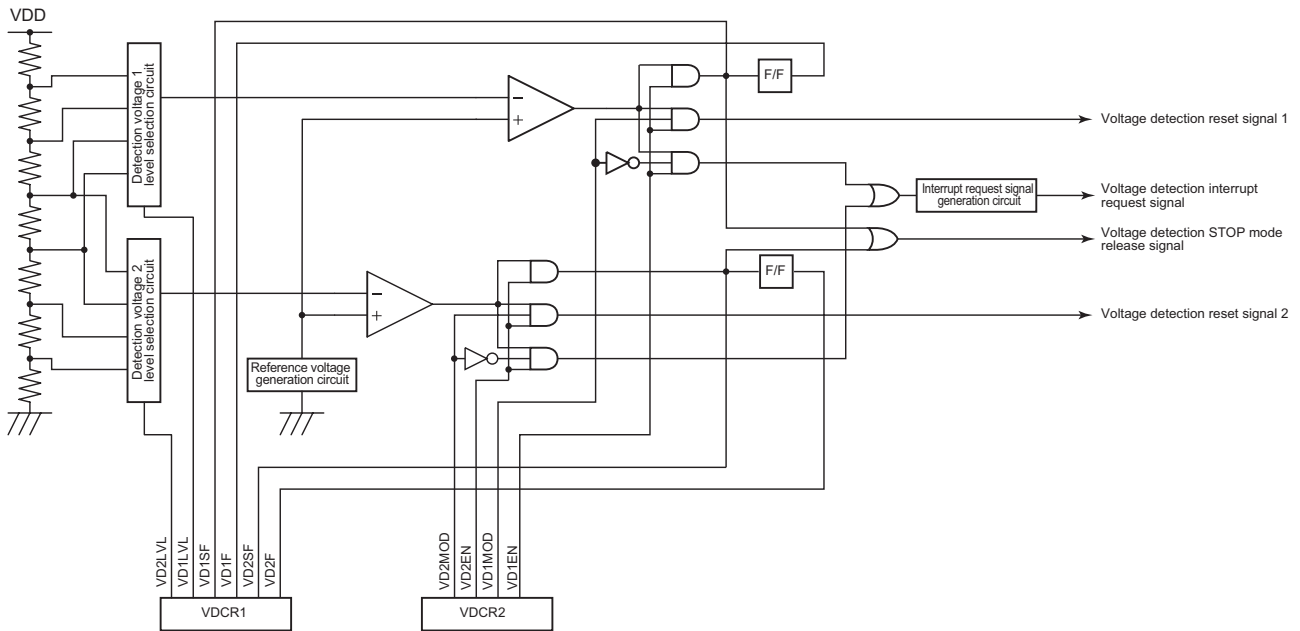 VDD
Detection voltage 1
level selection circuit
−
+
F/F
Voltage detection reset signal 1
Interrupt request signal
generation circuit
Voltage detection interrupt
request signal
Voltage detection STOP mode
release signal
Detection voltage 2
level selection circuit
−
+
F/F
Voltage detection reset signal 2
Reference voltage
generation circuit
VD2LVL
VD1LVL
VD1SF
VD1F
VD2SF
VD2F
VD2MOD
VD2EN
VD1MOD
VD1EN
VDCR1
VDCR2